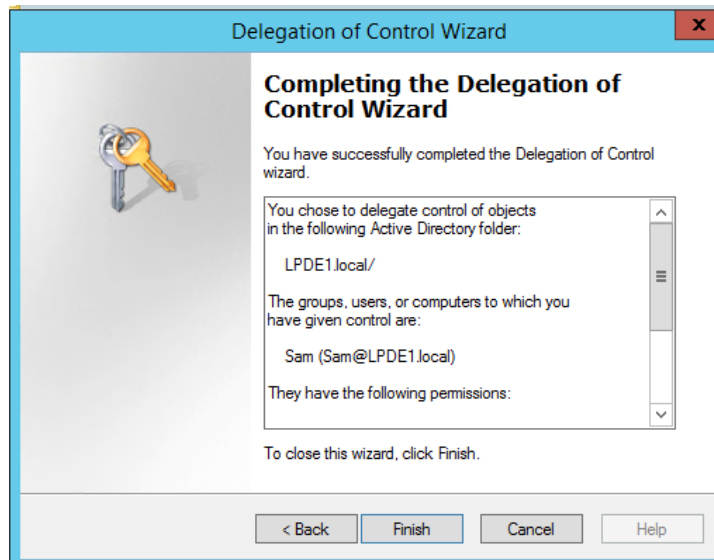 Delegation of Control Wizard
x
Completing the Delegation of
Control Wizard
You have successfully completed the Delegation of Control
wizard.
You chose to delegate control of objects
in the following Active Directory folder:
LPDE1.local/
The groups, users, or computers to which you
have given control are:
Sam (Sam@LPDE1.local)
They have the following permissions:
To close this wizard, click Finish.
< Back
Finish
Cancel
Help